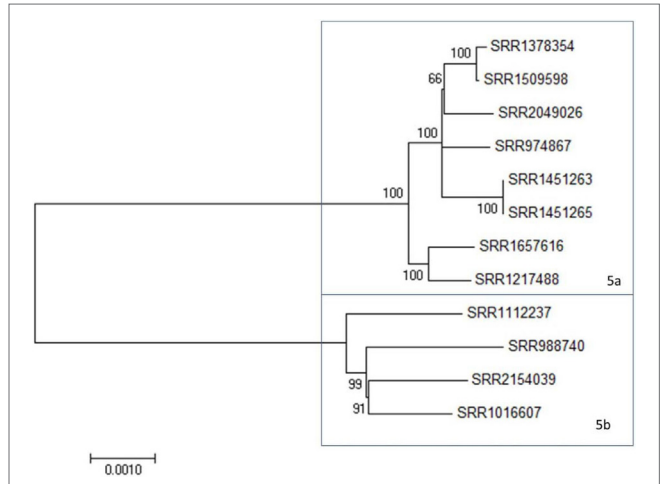 SRR1378354
100
SRR1509598
66
SRR2049026
100
SRR974867
SRR1451263
100
100
SRR1451265
SRR1657616
100
SRR1217488
5a
SRR1112237
SRR988740
99
SRR2154039
91
SRR1016607
5b
0.0010